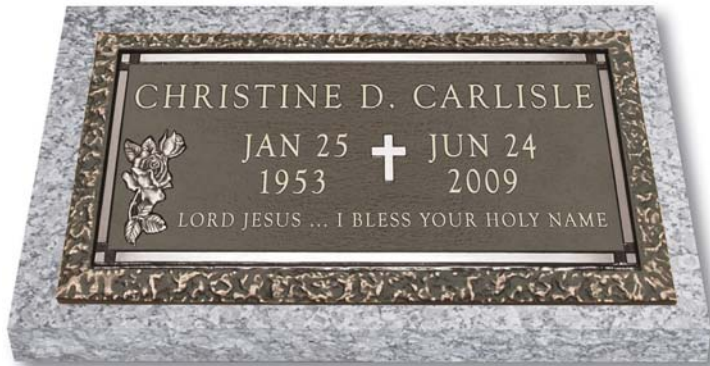 CHRISTINE D. CARLISLE
JAN 25 JUN 24
1953 2009
LORD JESUS ... I BLESS YOUR HOLY NAME